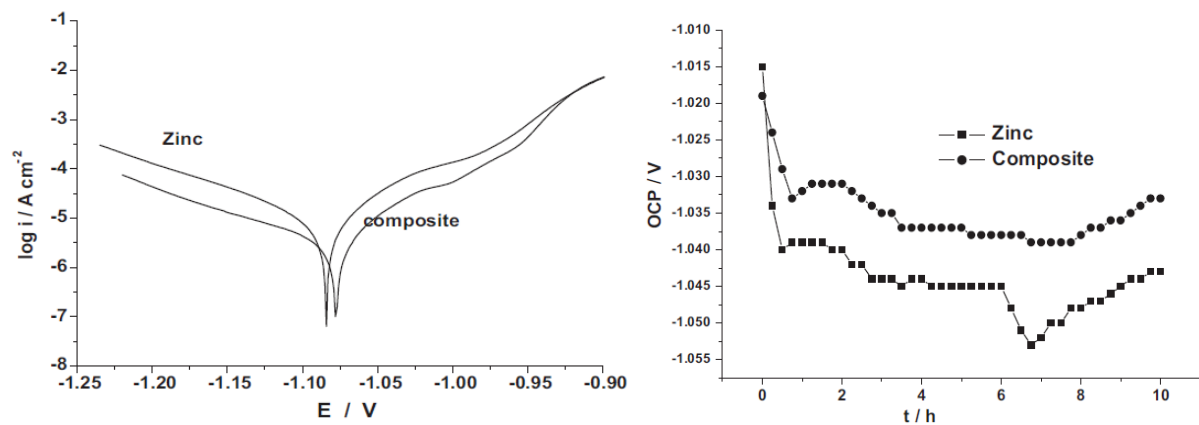 -1
-2
-3
-4
-5
-6
-7
-8
log i / A cm-2
Zinc
composite
-1.25 -1.20 -1.15 -1.10 -1.05 -1.00 -0.95 -0.90
E / V
-1.010
-1.015
-1.020
-1.025
-1.030
-1.035
-1.040
-1.045
-1.050
-1.055
OCP / V
Zinc
Composite
0 2 4 6 8 10
t / h